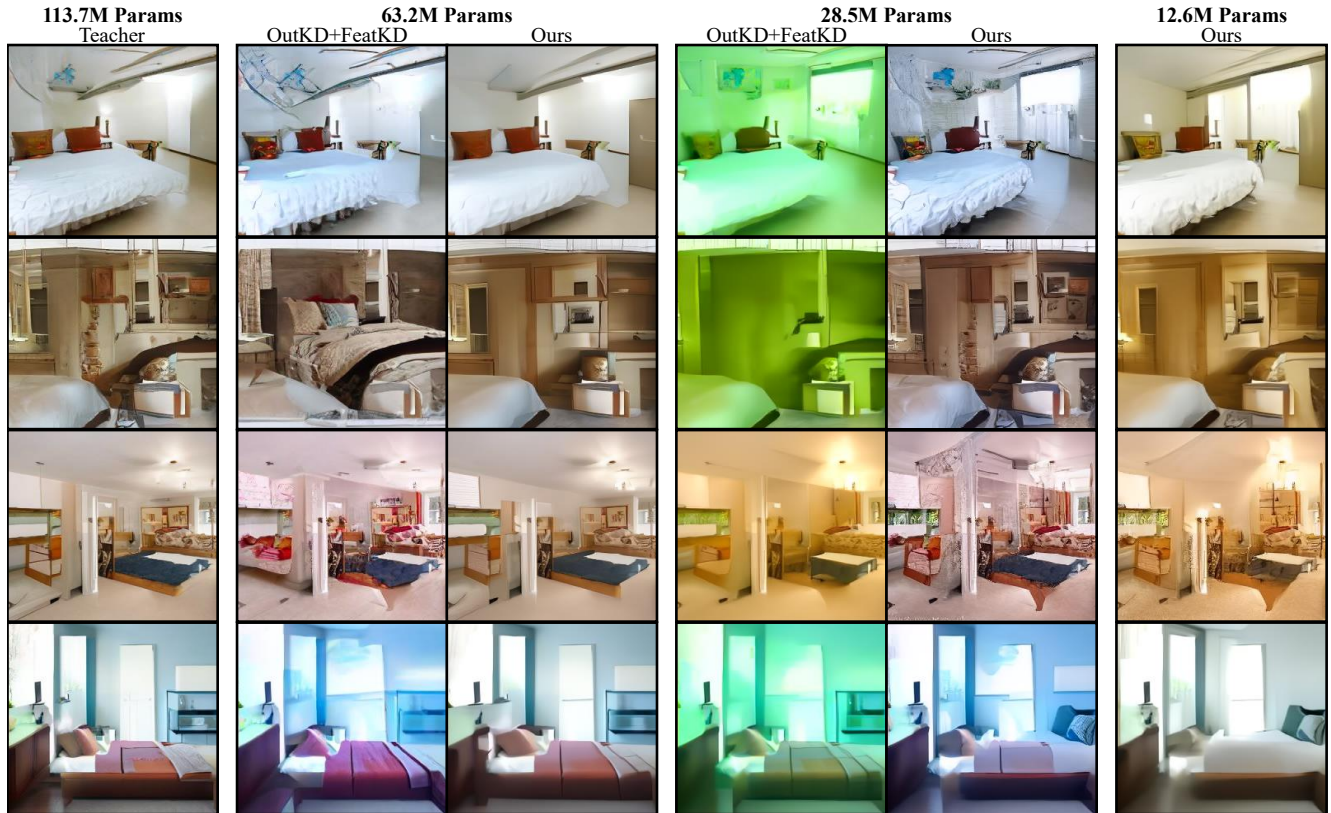 113.7M Params 63.2M Params 28.5M Params 12.6M Params
Teacher OutKD+FeatKD Ours OutKD+FeatKD Ours Ours